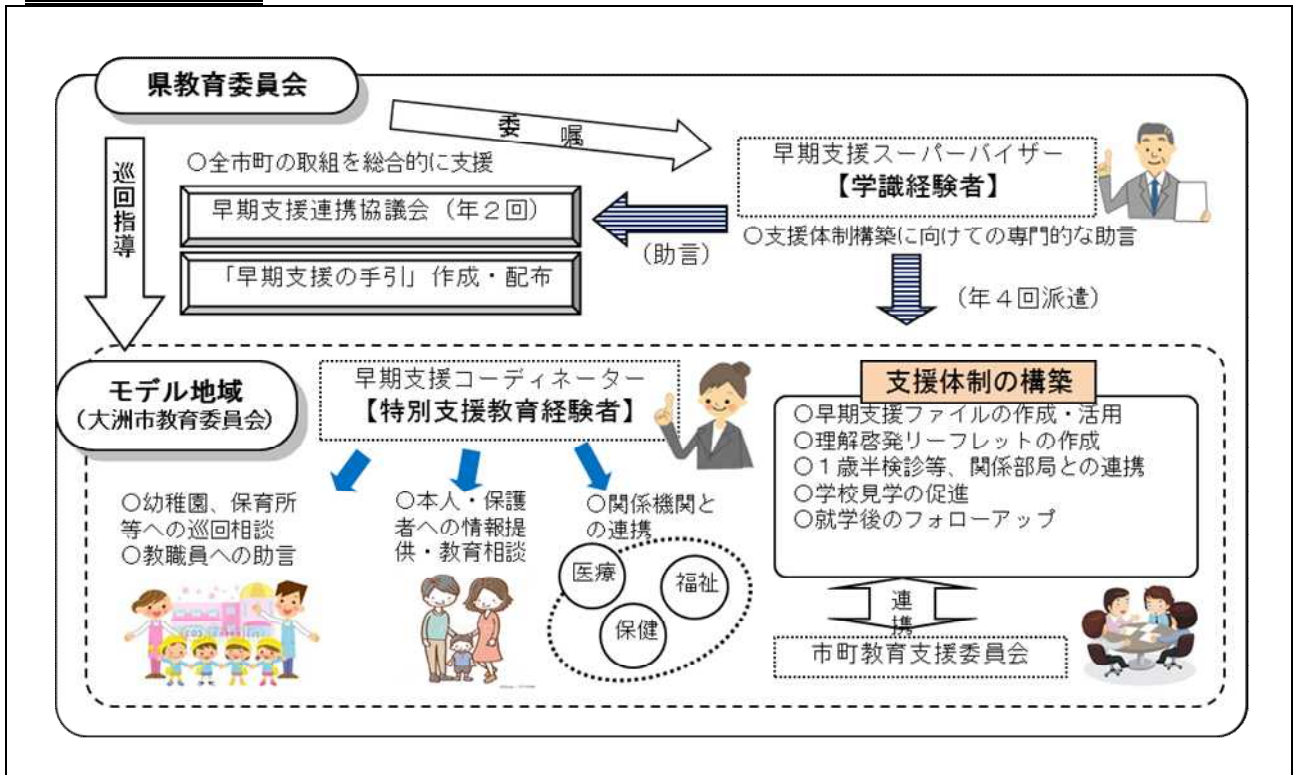 県教育委員会
委嘱
巡回指導
○全市町の取組を総合的に支援
早期支援連携協議会（年２回）
「早期支援の手引」作成・配布
早期支援スーパーバイザー
【学識経験者】
○支援体制構築に向けての専門的な助言
（助言）
（年４回派遣）
モデル地域
（大洲市教育委員会）
早期支援コーディネーター
【特別支援教育経験者】
○幼稚園、保育所
等への巡回相談
○教職員への助言
○本人・保護
者への情報提
供・教育相談
○関係機関と
の連携
医療
福祉
保健
支援体制の構築
○早期支援ファイルの作成・活用
○理解啓発リーフレットの作成
○１歳半検診等、関係部局との連携
○学校見学の促進
○就学後のフォローアップ
連携
市町教育支援委員会